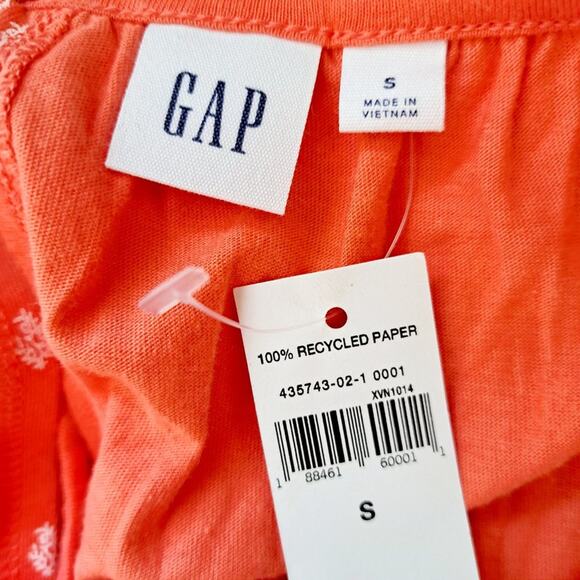 GAP
S
MADE IN
VIETNAM
100% RECYCLED PAPER
435743-02-1 0001
XVN1014
1 88461 60001 1
S